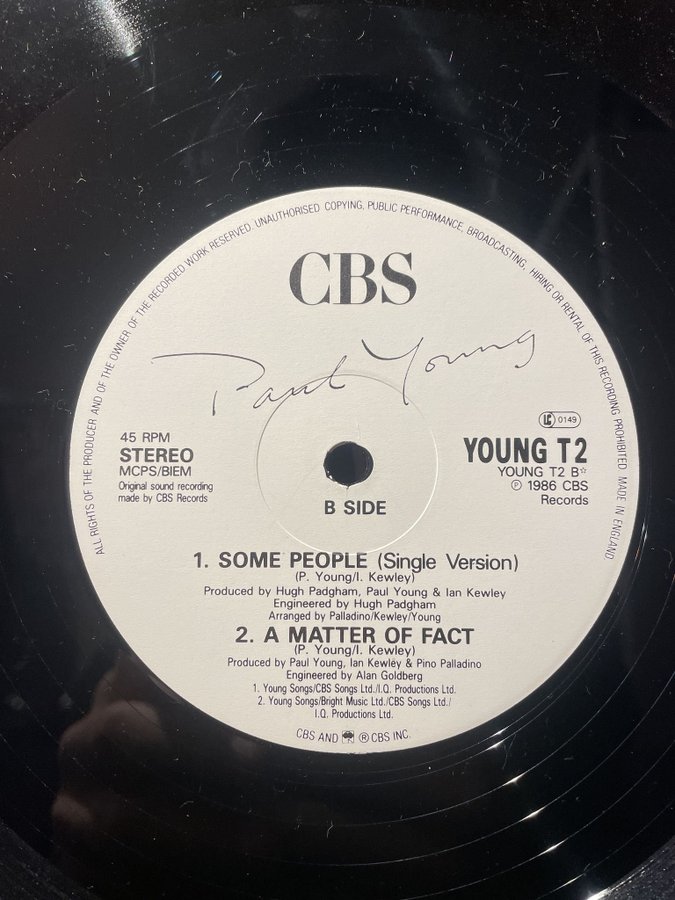 ALL RIGHTS OF THE PRODUCER AND OF THE OWNER OF THE RECORDED WORK RESERVED. UNAUTHORISED COPYING, PUBLIC PERFORMANCE, BROADCASTING, HIRING OR RENTAL OF THIS RECORDING PROHIBITED MADE IN ENGLAND
CBS
Paul Young
45 RPM
STEREO
MCPS/BIEM
Original sound recording
made by CBS Records
LC 0149
YOUNG T2
YOUNG T2 B☆
℗ 1986 CBS
Records
B SIDE
1. SOME PEOPLE (Single Version)
(P. Young/I. Kewley)
Produced by Hugh Padgham, Paul Young & Ian Kewley
Engineered by Hugh Padgham
Arranged by Palladino/Kewley/Young
2. A MATTER OF FACT
(P. Young/I. Kewley)
Produced by Paul Young, Ian Kewley & Pino Palladino
Engineered by Alan Goldberg
1. Young Songs/CBS Songs Ltd./I.Q. Productions Ltd.
2. Young Songs/Bright Music Ltd./CBS Songs Ltd./
I.Q. Productions Ltd.
CBS AND ® CBS INC.